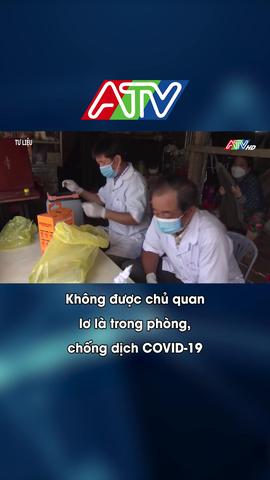 ATV
TƯ LIỆU
ATV HD
Không được chủ quan
lơ là trong phòng,
chống dịch COVID-19